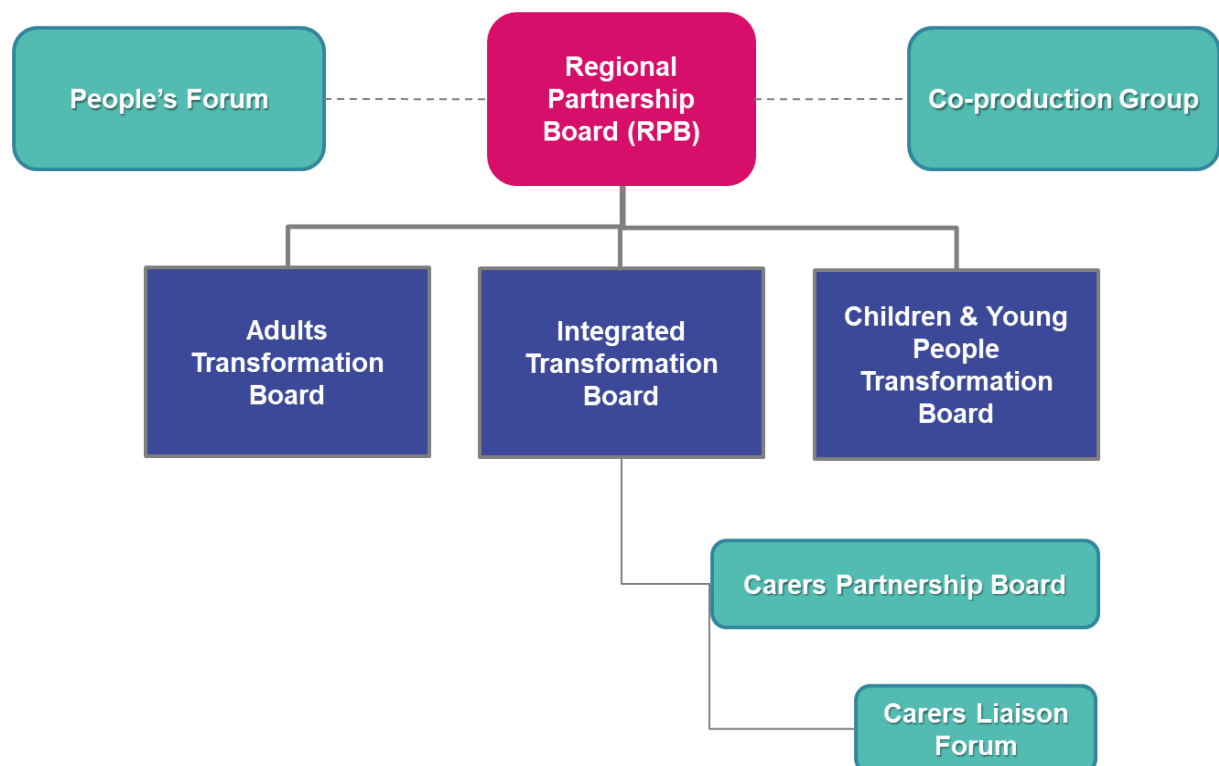 People’s Forum
Regional
Partnership
Board (RPB)
Co-production Group
Adults
Transformation
Board
Integrated
Transformation
Board
Children & Young
People
Transformation
Board
Carers Partnership Board
Carers Liaison
Forum